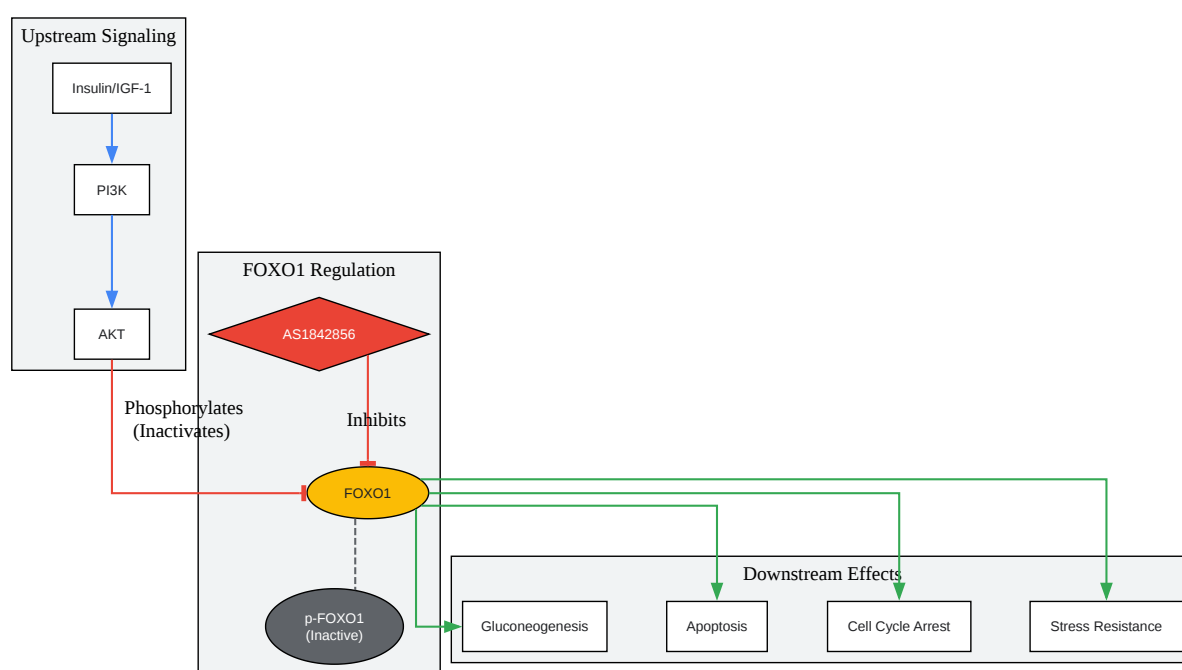 Upstream Signaling
Insulin/IGF-1
PI3K
AKT
Phosphorylates
(Inactivates)
FOXO1 Regulation
AS1842856
Inhibits
FOXO1
p-FOXO1
(Inactive)
Downstream Effects
Gluconeogenesis
Apoptosis
Cell Cycle Arrest
Stress Resistance